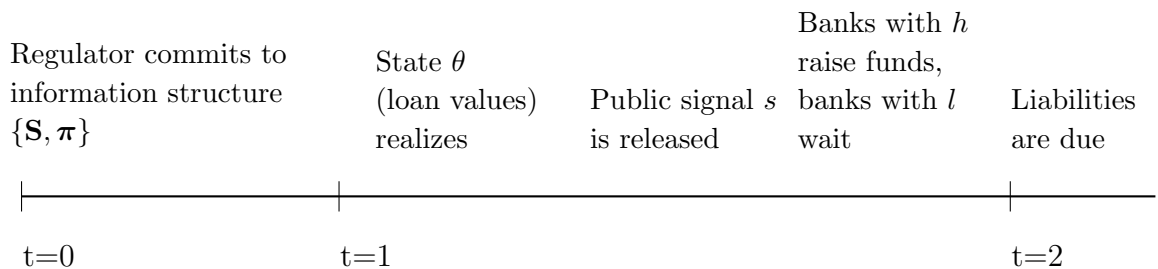 Regulator commits to
information structure
{S, π}
State θ
(loan values)
realizes
Public signal s
is released
Banks with h
raise funds,
banks with l
wait
Liabilities
are due
t=0
t=1
t=2